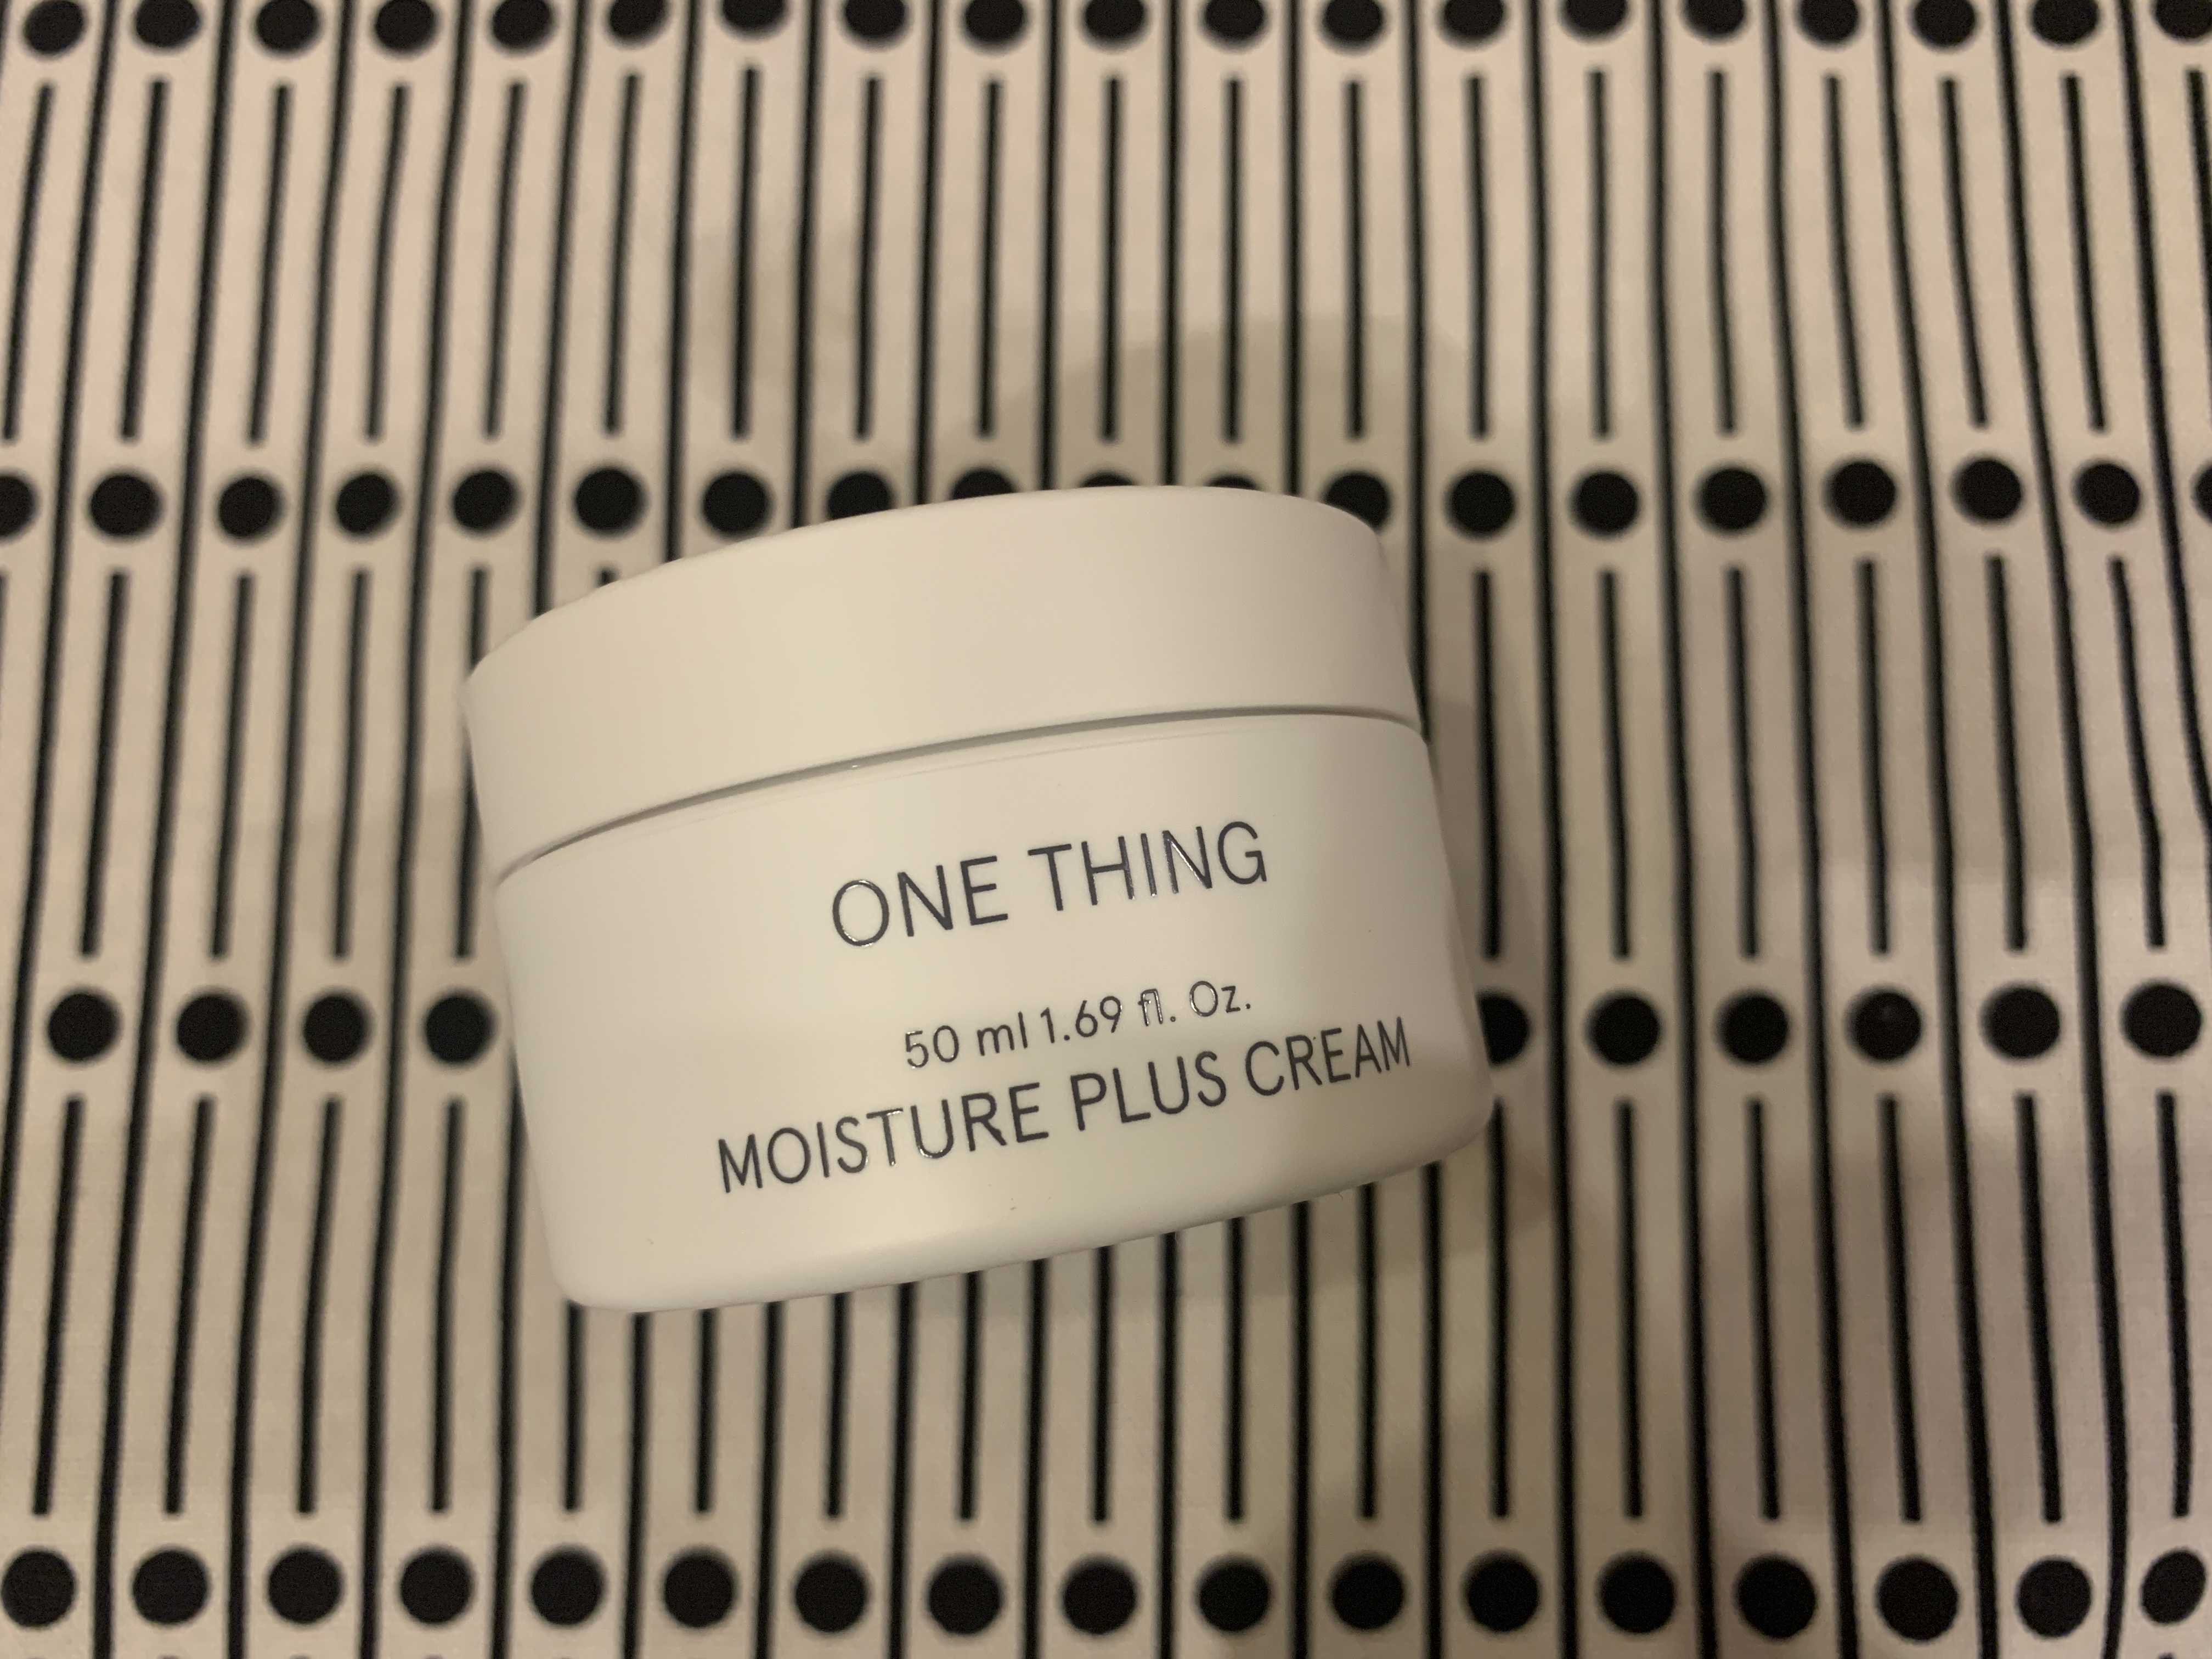 ONE THING
50 ml 1.69 fl. Oz.
MOISTURE PLUS CREAM